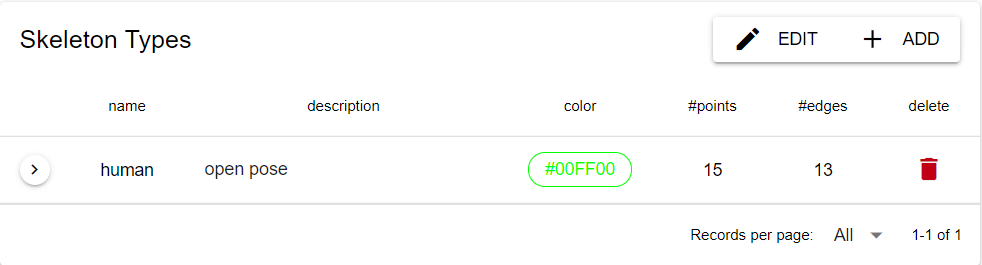 Skeleton Types EDIT ADD
name description color #points #edges delete
human open pose #00FF00 15 13
Records per page: All 1-1 of 1